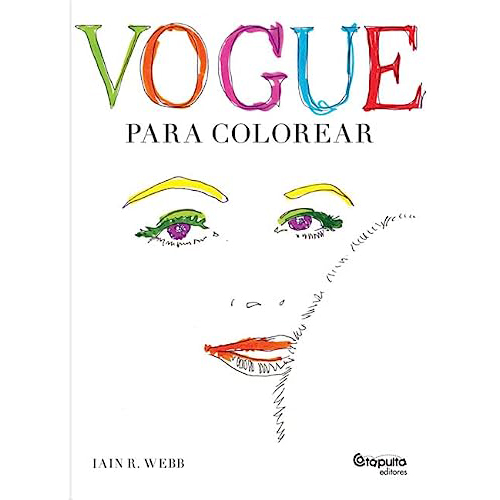 VOGUE
PARA COLOREAR
IAIN R. WEBB
Catapulta
editores